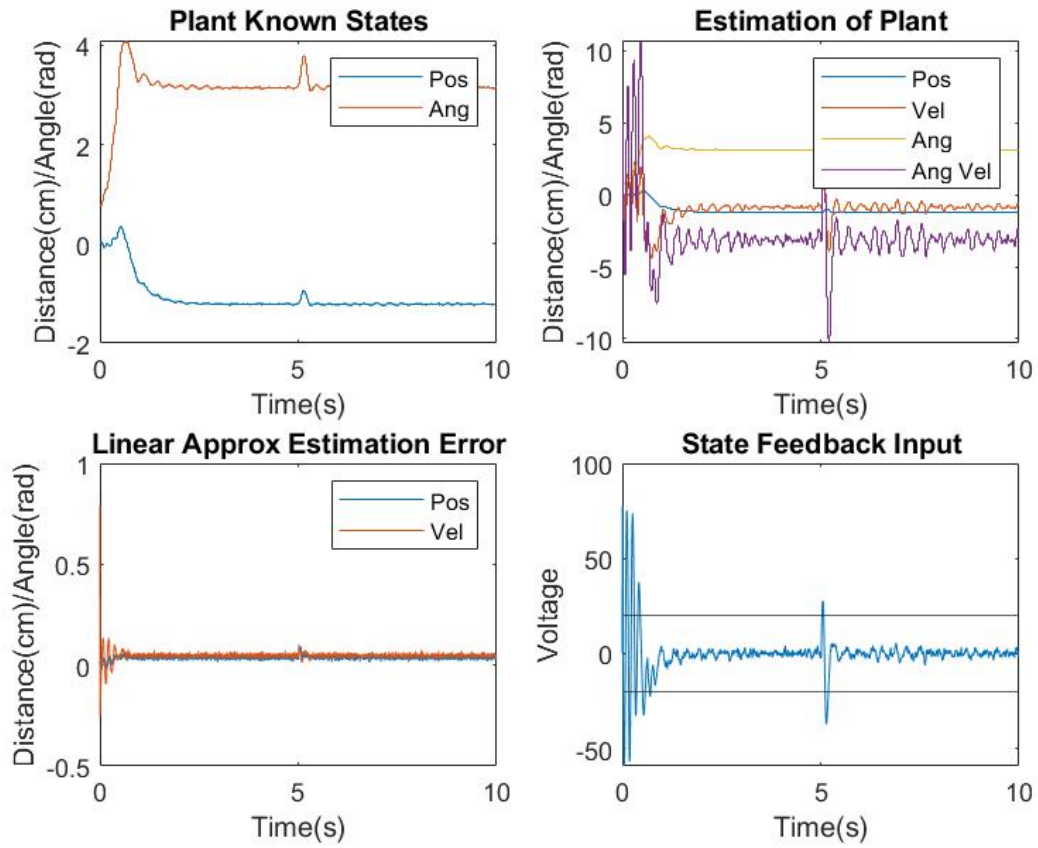 Plant Known States
4
2
0
-2
0
5
10
Distance(cm)/Angle(rad)
Time(s)
Pos
Ang
Estimation of Plant
10
5
0
-5
-10
0
5
10
Distance(cm)/Angle(rad)
Time(s)
Pos
Vel
Ang
Ang Vel
Linear Approx Estimation Error
1
0.5
0
-0.5
0
5
10
Distance(cm)/Angle(rad)
Time(s)
Pos
Vel
State Feedback Input
100
50
0
-50
0
5
10
Voltage
Time(s)